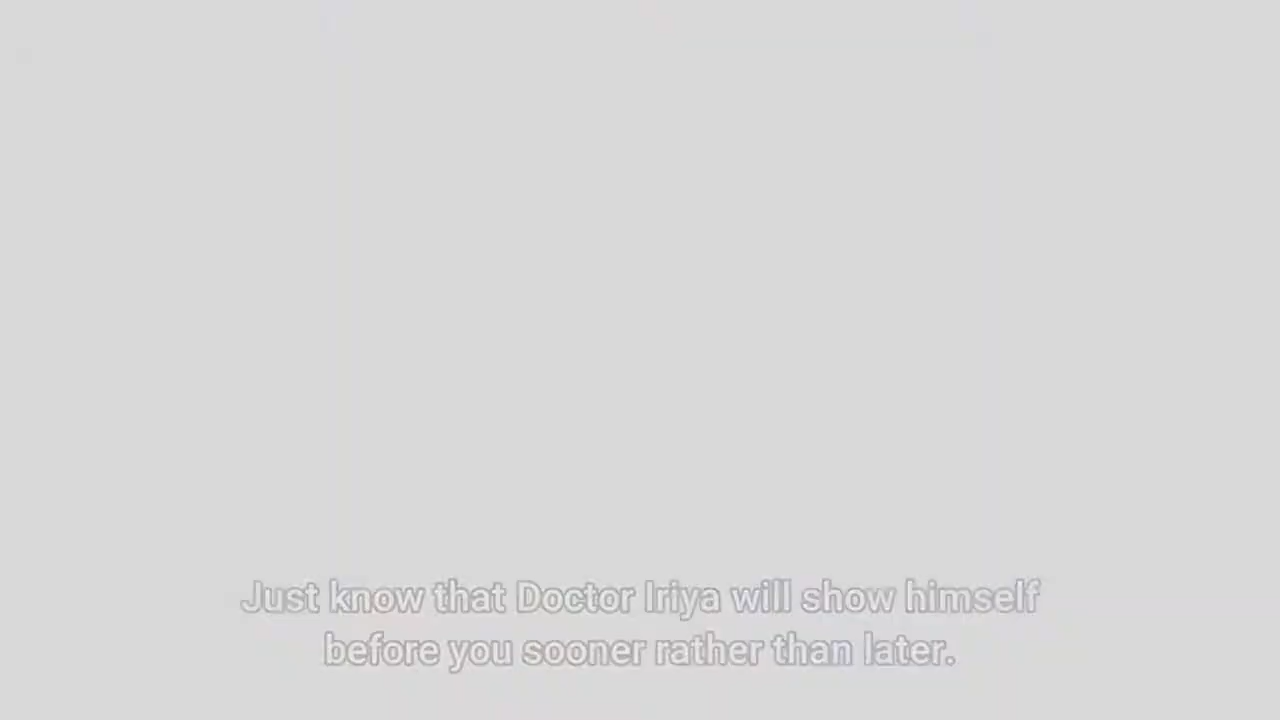 Just know that Doctor Iriya will show himself
before you sooner rather than later.